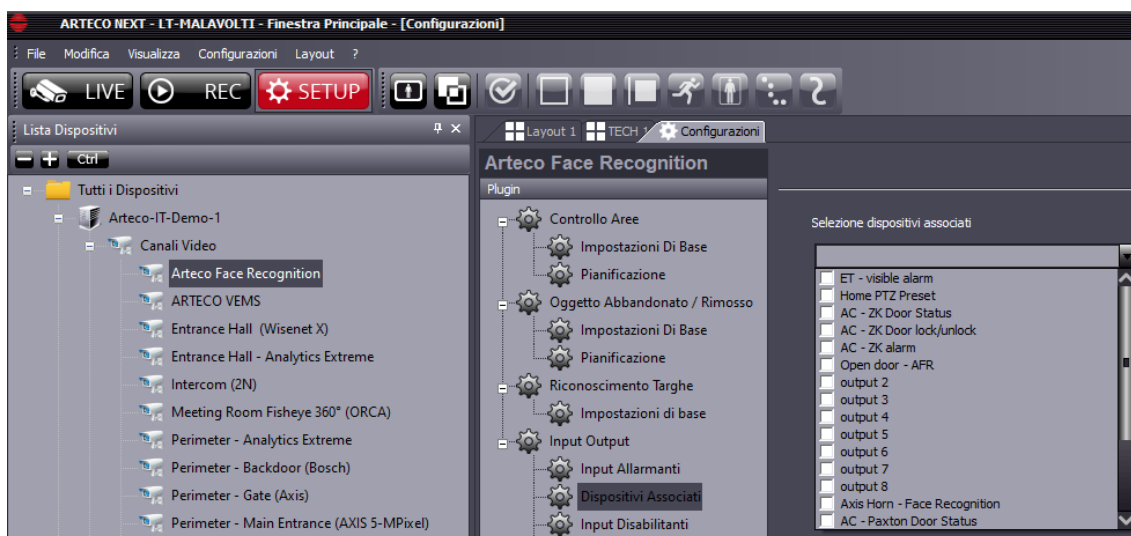 ARTECO NEXT - LT-MALAVOLTI - Finestra Principale - [Configurazioni]
File Modifica Visualizza Configurazioni Layout ?
LIVE REC SETUP
Lista Dispositivi
Layout 1 TECH 1 Configurazioni
Ctrl
Tutti i Dispositivi
Arteco-IT-Demo-1
Canali Video
Arteco Face Recognition
ARTECO VEMS
Entrance Hall (Wisenet X)
Entrance Hall - Analytics Extreme
Intercom (2N)
Meeting Room Fisheye 360° (ORCA)
Perimeter - Analytics Extreme
Perimeter - Backdoor (Bosch)
Perimeter - Gate (Axis)
Perimeter - Main Entrance (AXIS 5-MPixel)
Arteco Face Recognition
Plugin
Controllo Aree
Impostazioni Di Base
Pianificazione
Oggetto Abbandonato / Rimosso
Impostazioni Di Base
Pianificazione
Riconoscimento Targhe
Impostazioni di base
Input Output
Input Allarmanti
Dispositivi Associati
Input Disabilitanti
Selezione dispositivi associati
ET - visible alarm
Home PTZ Preset
AC - ZK Door Status
AC - ZK Door lock/unlock
AC - ZK alarm
Open door - AFR
output 2
output 3
output 4
output 5
output 6
output 7
output 8
Axis Horn - Face Recognition
AC - Paxton Door Status